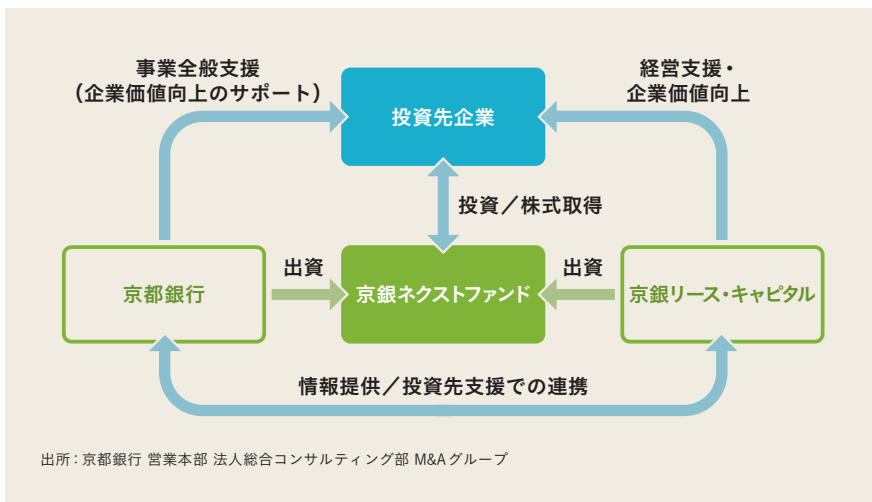 事業全般支援
（企業価値向上のサポート）
経営支援・
企業価値向上
投資先企業
投資／株式取得
京都銀行
出資
京銀ネクストファンド
出資
京銀リース・キャピタル
情報提供／投資先支援での連携
出所：京都銀行 営業本部 法人総合コンサルティング部 M&Aグループ